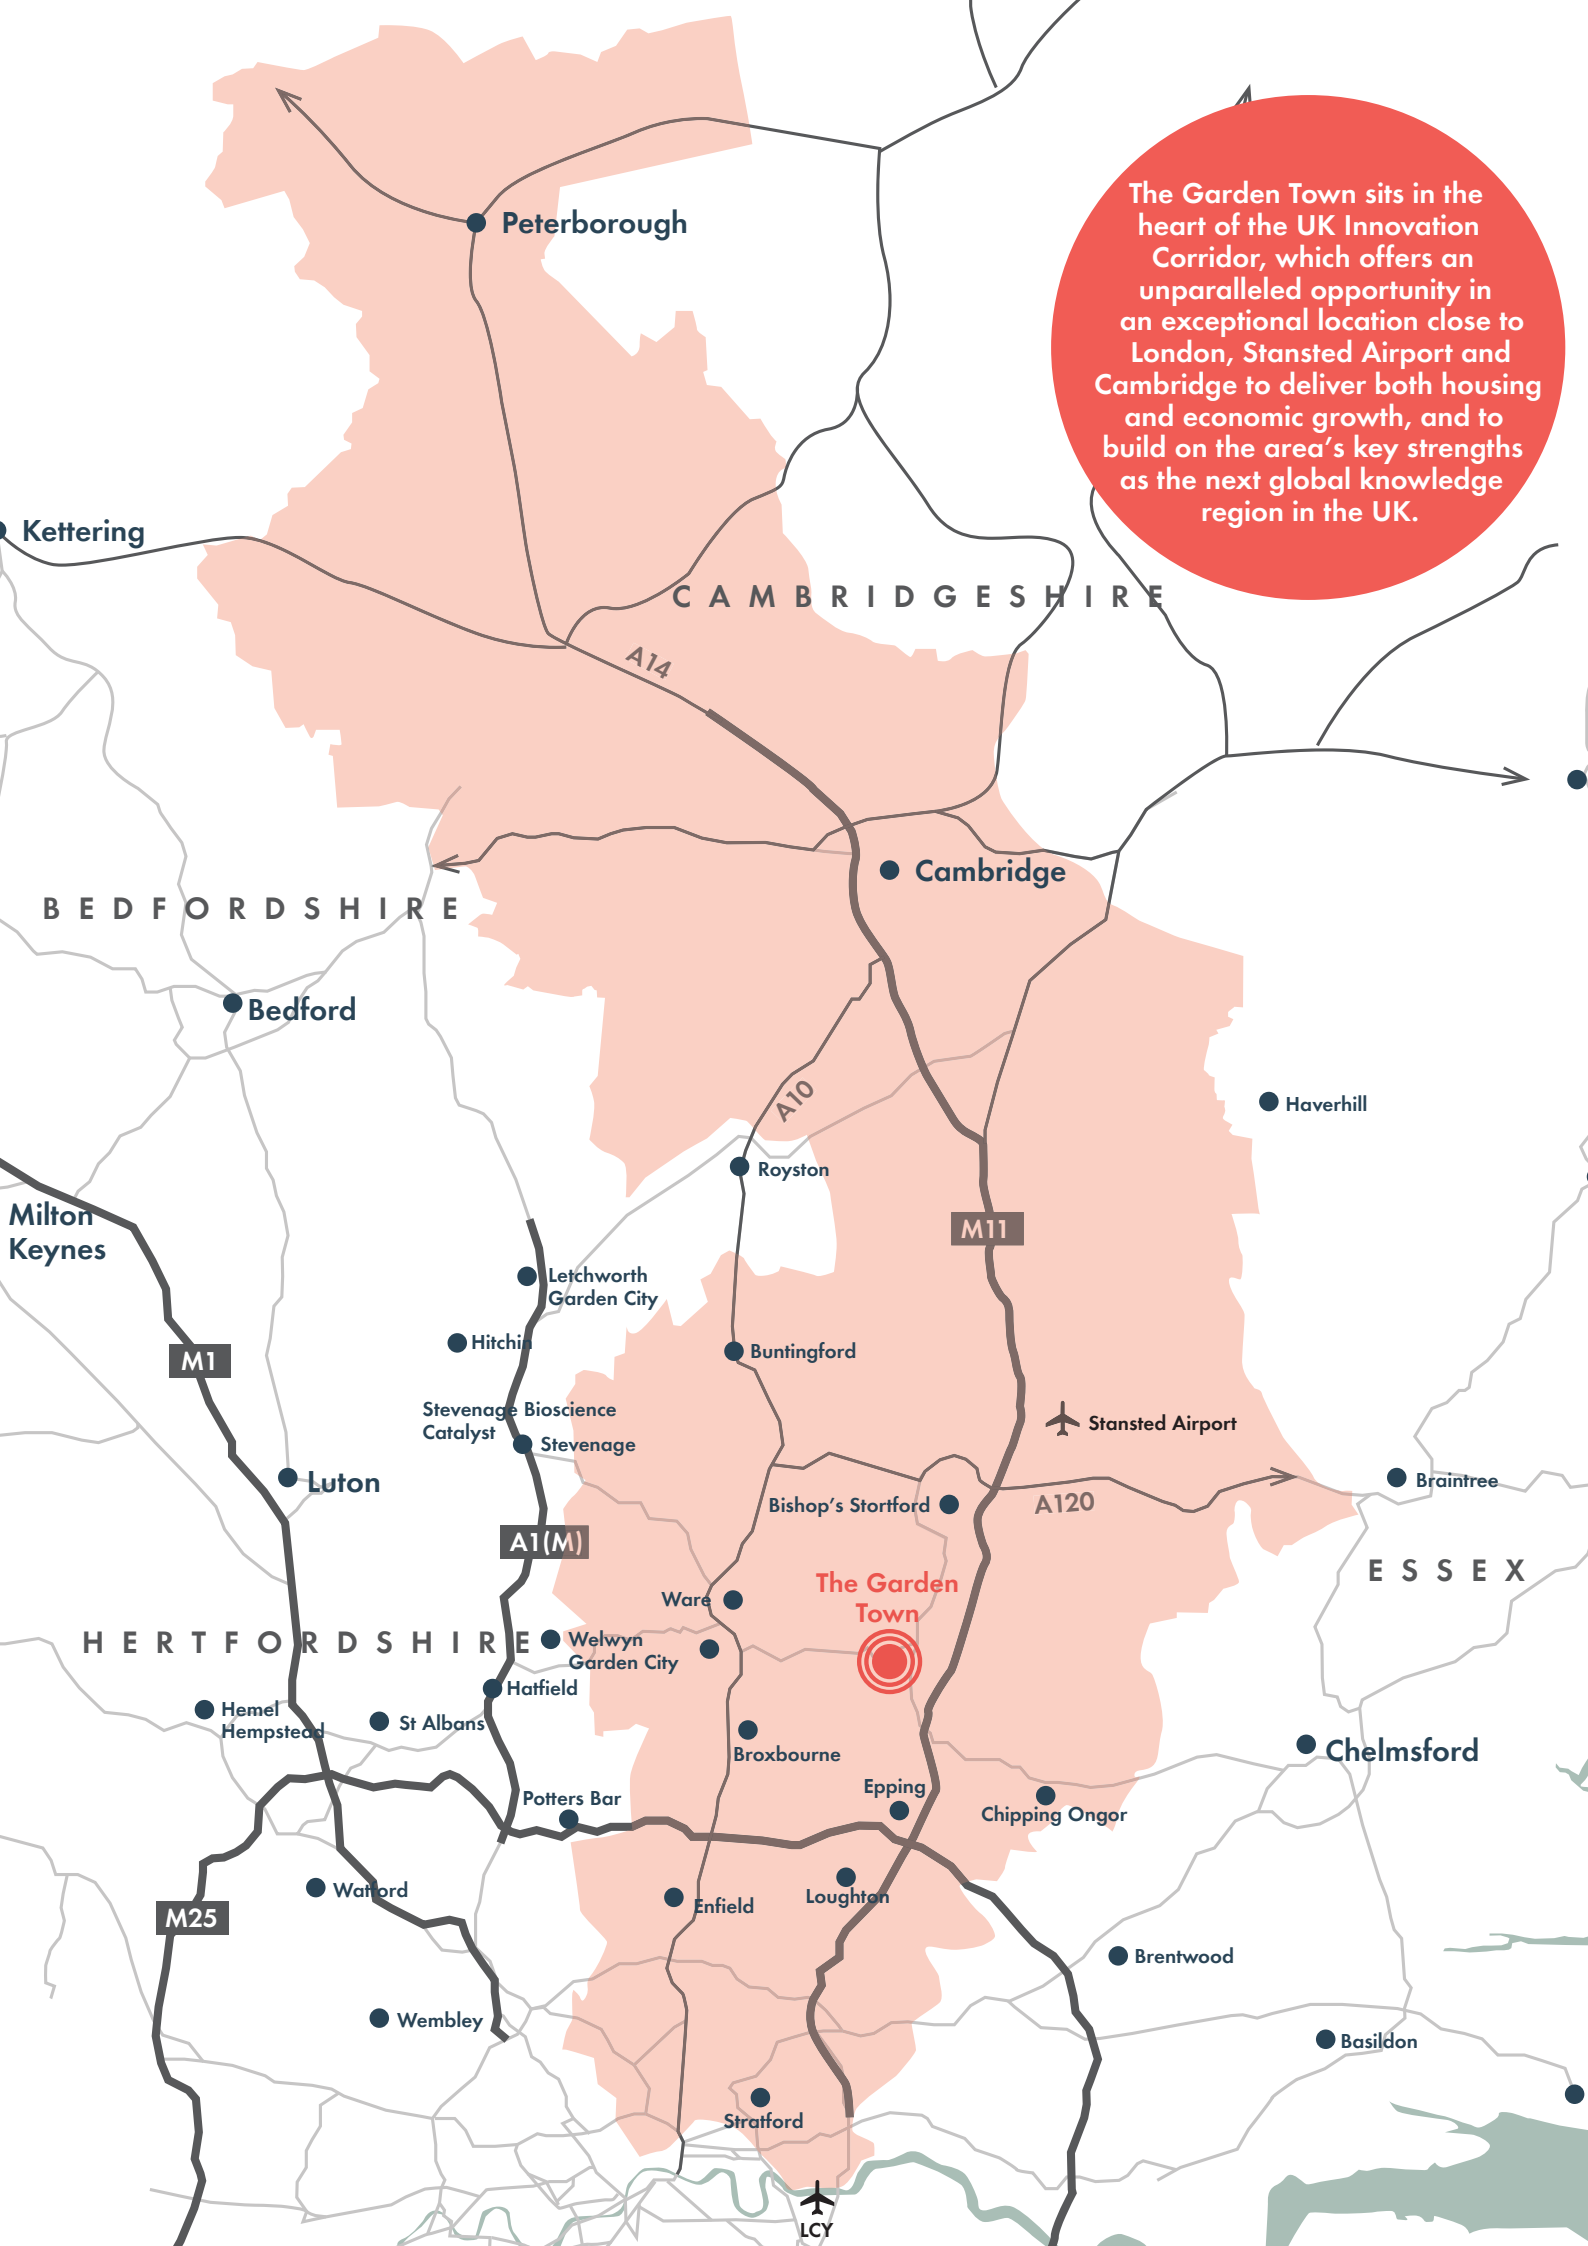 The Garden Town sits in the
heart of the UK Innovation
Corridor, which offers an
unparalleled opportunity in
an exceptional location close to
London, Stansted Airport and
Cambridge to deliver both housing
and economic growth, and to
build on the area's key strengths
as the next global knowledge
region in the UK.
Peterborough
Kettering
CAMBRIDGESHIRE
A14
Cambridge
BEDFORDSHIRE
Bedford
A10
Haverhill
Royston
Milton
Keynes
M11
Letchworth
Garden City
Hitchin
Buntingford
M1
Stevenage Bioscience
Catalyst
Stevenage
Stansted Airport
Luton
Braintree
Bishop's Stortford
A120
A1(M)
ESSEX
The Garden
Town
Ware
HERTFORDSHIRE
Welwyn
Garden City
Hatfield
Hemel
Hempstead
St Albans
Broxbourne
Chelmsford
Epping
Potters Bar
Chipping Ongor
Watford
Enfield
Loughton
M25
Brentwood
Wembley
Basildon
Stratford
LCY